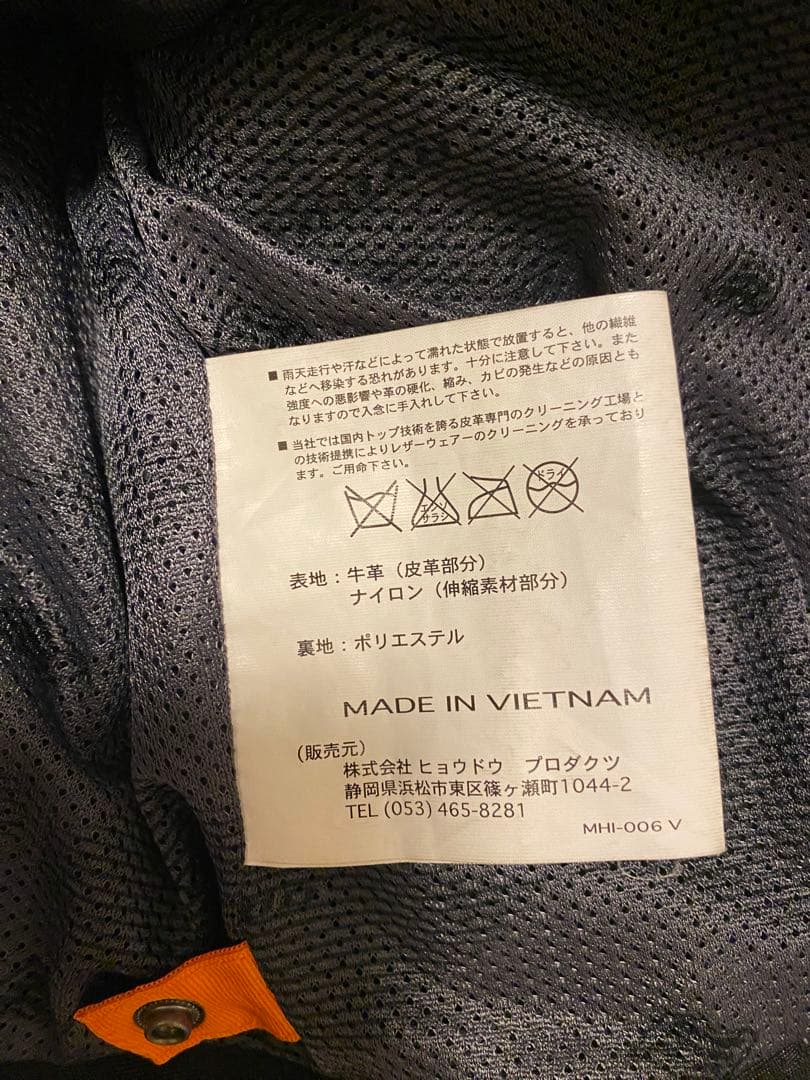 ■ 雨天走行や汗などによって濡れた状態で放置すると、他の繊維
などへ移染する恐れがあります。十分に注意して下さい。また
強度への悪影響や革の硬化、縮み、カビの発生などの原因とも
なりますので入念に手入れして下さい。
■ 当社では国内トップ技術を誇る皮革専門のクリーニング工場と
の技術提携によりレザーウェアーのクリーニングを承っており
ます。ご用命下さい。
エンソ
サラシ
ドライ
表地：牛革（皮革部分）
ナイロン（伸縮素材部分）
裏地：ポリエステル
MADE IN VIETNAM
（販売元）
株式会社 ヒョウドウ プロダクツ
静岡県浜松市東区篠ヶ瀬町1044-2
TEL (053) 465-8281
MHI-006 V